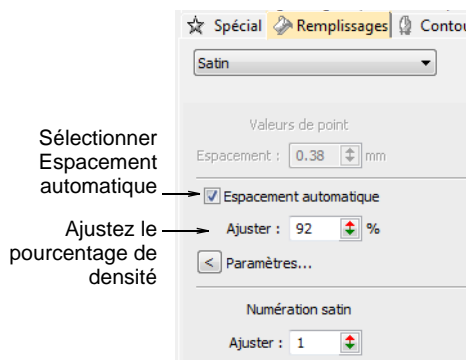 Spécial Remplissages Contou
Satin
Valeurs de point
Espacement : 0.38 mm
Sélectionner
Espacement
automatique
Espacement automatique
Ajustez le
pourcentage de
densité
Ajuster : 92 %
< Paramètres...
Numération satin
Ajuster : 1